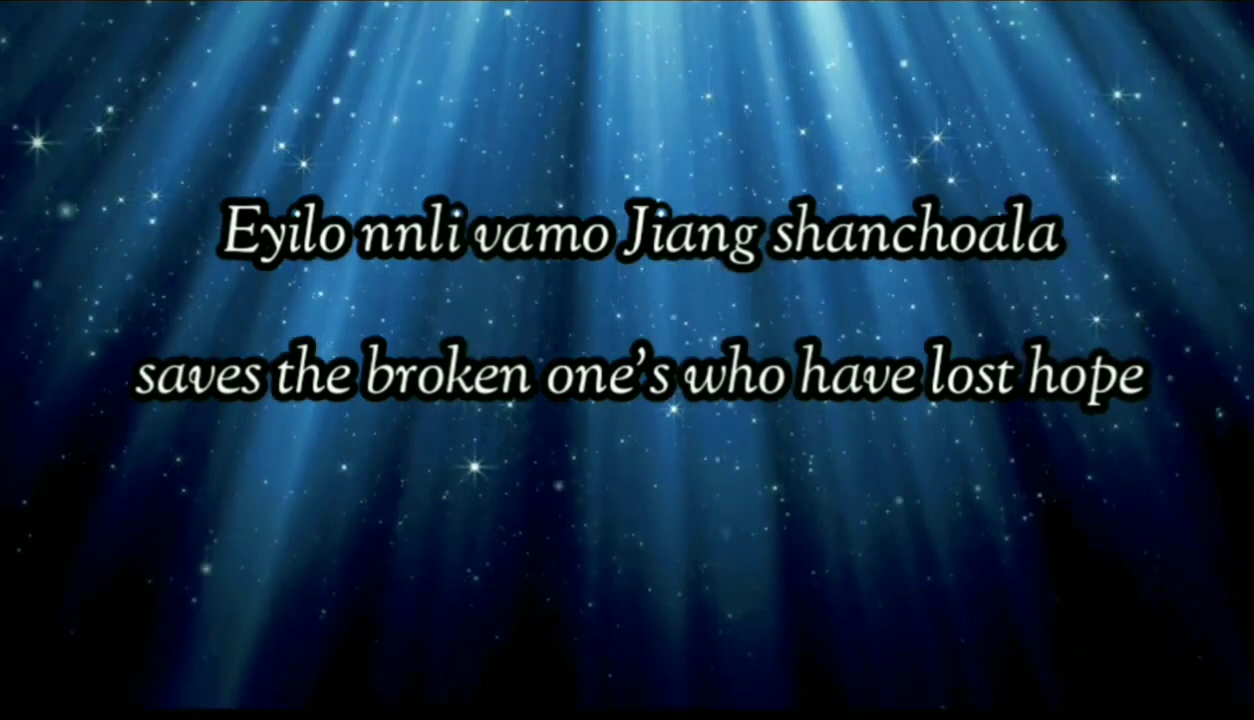 Eyilo nnli vamo Jiang shanchoala
saves the broken one's who have lost hope